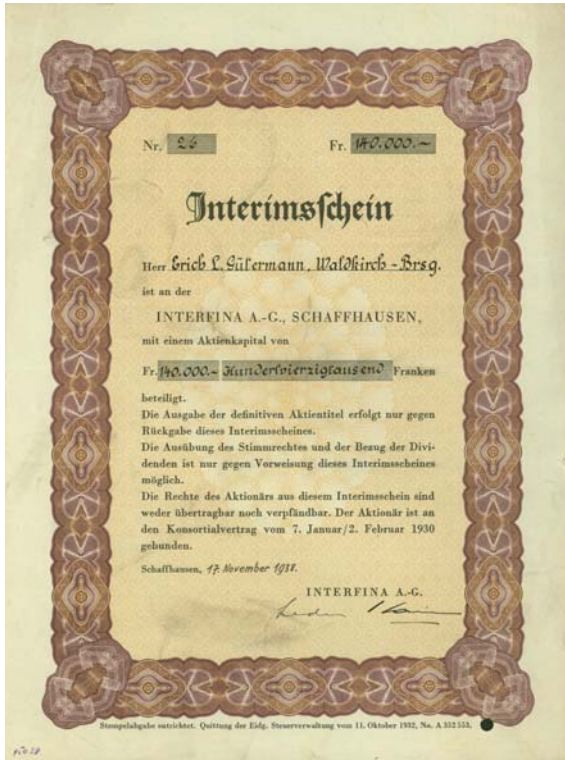 Nr. 26 Fr. 140.000.-
Interimsschein
Herr Erich L. Gütermann, Waldkirch-Brsg.
ist an der
INTERFINA A.-G., SCHAFFHAUSEN,
mit einem Aktienkapital von
Fr. 140.000.- Hundertvierzigtausend Franken
beteiligt.
Die Ausgabe der definitiven Aktientitel erfolgt nur gegen
Rückgabe dieses Interimsscheines.
Die Ausübung des Stimmrechtes und der Bezug der Divi-
denden ist nur gegen Vorweisung dieses Interimsscheines
möglich.
Die Rechte des Aktionärs aus diesem Interimsschein sind
weder übertragbar noch verpfändbar. Der Aktionär ist an
den Konsortialvertrag vom 7. Januar/2. Februar 1930
gebunden.
Schaffhausen, 17. November 1938.
INTERFINA A.-G.
Stempelabgabe entrichtet. Quittung der Eidg. Steuerverwaltung vom 11. Oktober 1932, No. A 352 553.